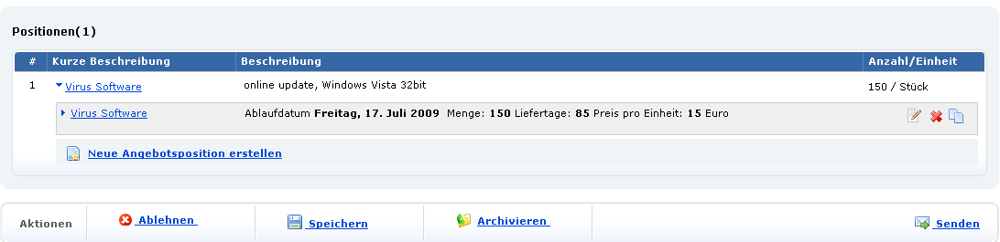 Positionen(1)
# Kurze Beschreibung Beschreibung Anzahl/Einheit
1 Virus Software online update, Windows Vista 32bit 150 / Stück
Virus Software Ablaufdatum Freitag, 17. Juli 2009 Menge: 150 Liefertage: 85 Preis pro Einheit: 15 Euro
Neue Angebotsposition erstellen
Aktionen Ablehnen Speichern Archivieren Senden